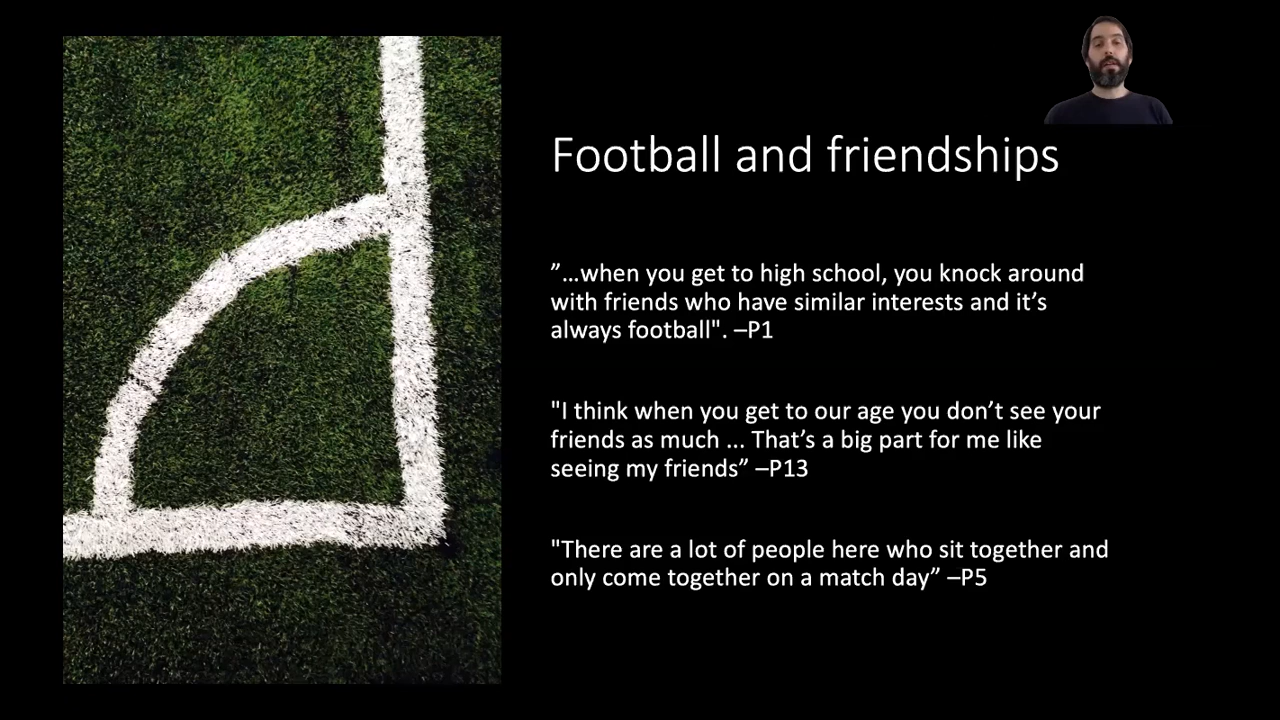 Football and friendships
”…when you get to high school, you knock around
with friends who have similar interests and it’s
always football". –P1
"I think when you get to our age you don’t see your
friends as much ... That’s a big part for me like
seeing my friends” –P13
"There are a lot of people here who sit together and
only come together on a match day” –P5